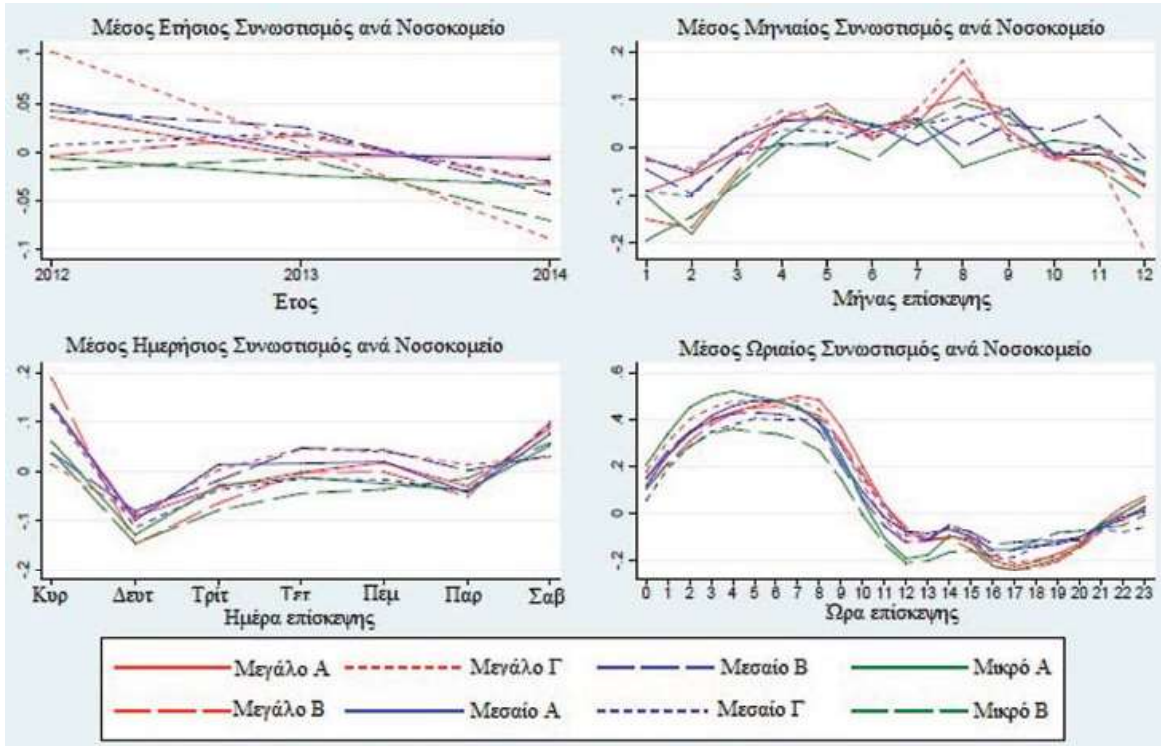 Μέσος Ετήσιος Συνωστισμός ανά Νοσοκομείο
.1
.05
0
-.05
-.1
2012 2013 2014
Έτος
Μέσος Μηνιαίος Συνωστισμός ανά Νοσοκομείο
.2
.1
0
-.1
-.2
1 2 3 4 5 6 7 8 9 10 11 12
Μήνας επίσκεψης
Μέσος Ημερήσιος Συνωστισμός ανά Νοσοκομείο
.2
.1
0
-.1
-.2
Κυρ Δευτ Τρίτ Τετ Πεμ Παρ Σαβ
Ημέρα επίσκεψης
Μέσος Ωριαίος Συνωστισμός ανά Νοσοκομείο
.6
.4
.2
0
-.2
0 1 2 3 4 5 6 7 8 9 10 11 12 13 14 15 16 17 18 19 20 21 22 23
Ώρα επίσκεψης
Μεγάλο Α Μεγάλο Γ Μεσαίο Β Μικρό Α
Μεγάλο Β Μεσαίο Α Μεσαίο Γ Μικρό Β